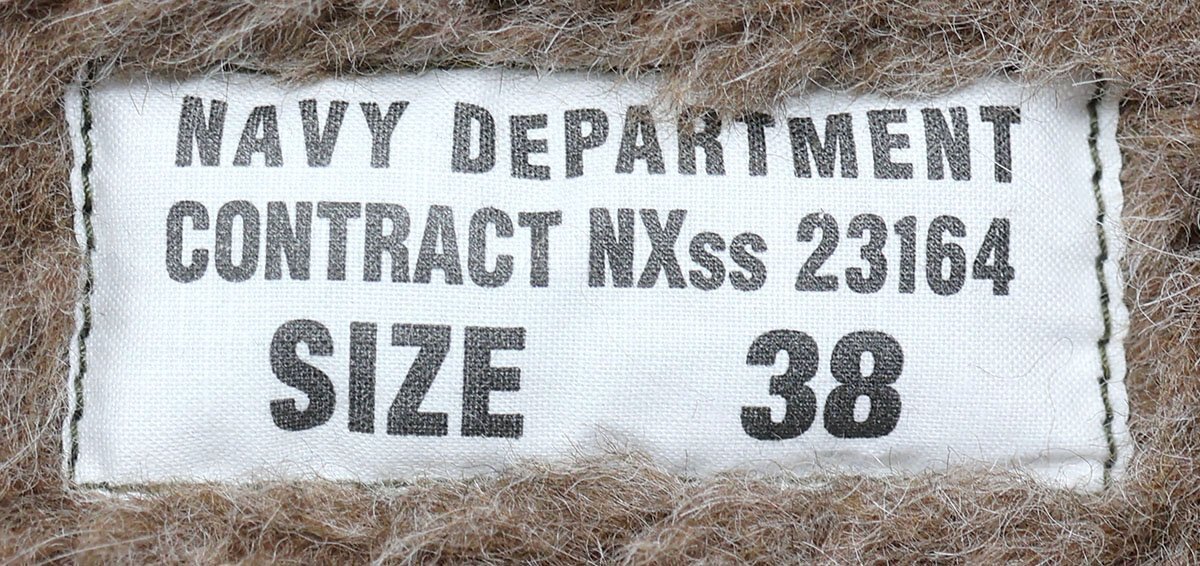 NAVY DEPARTMENT
CONTRACT NXss 23164
SIZE 38